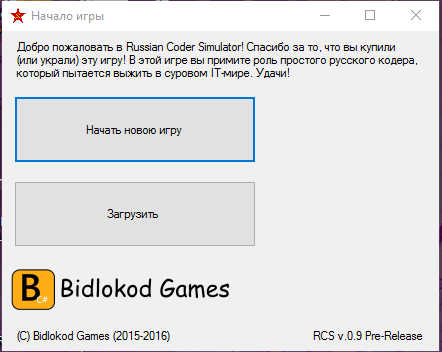 Начало игры
Добро пожаловать в Russian Coder Simulator! Спасибо за то, что вы купили
(или украли) эту игру! В этой игре вы примите роль простого русского кодера,
который пытается выжить в суровом IT-мире. Удачи!
Начать новою игру
Загрузить
B C# Bidlokod Games
(C) Bidlokod Games (2015-2016) RCS v.0.9 Pre-Release